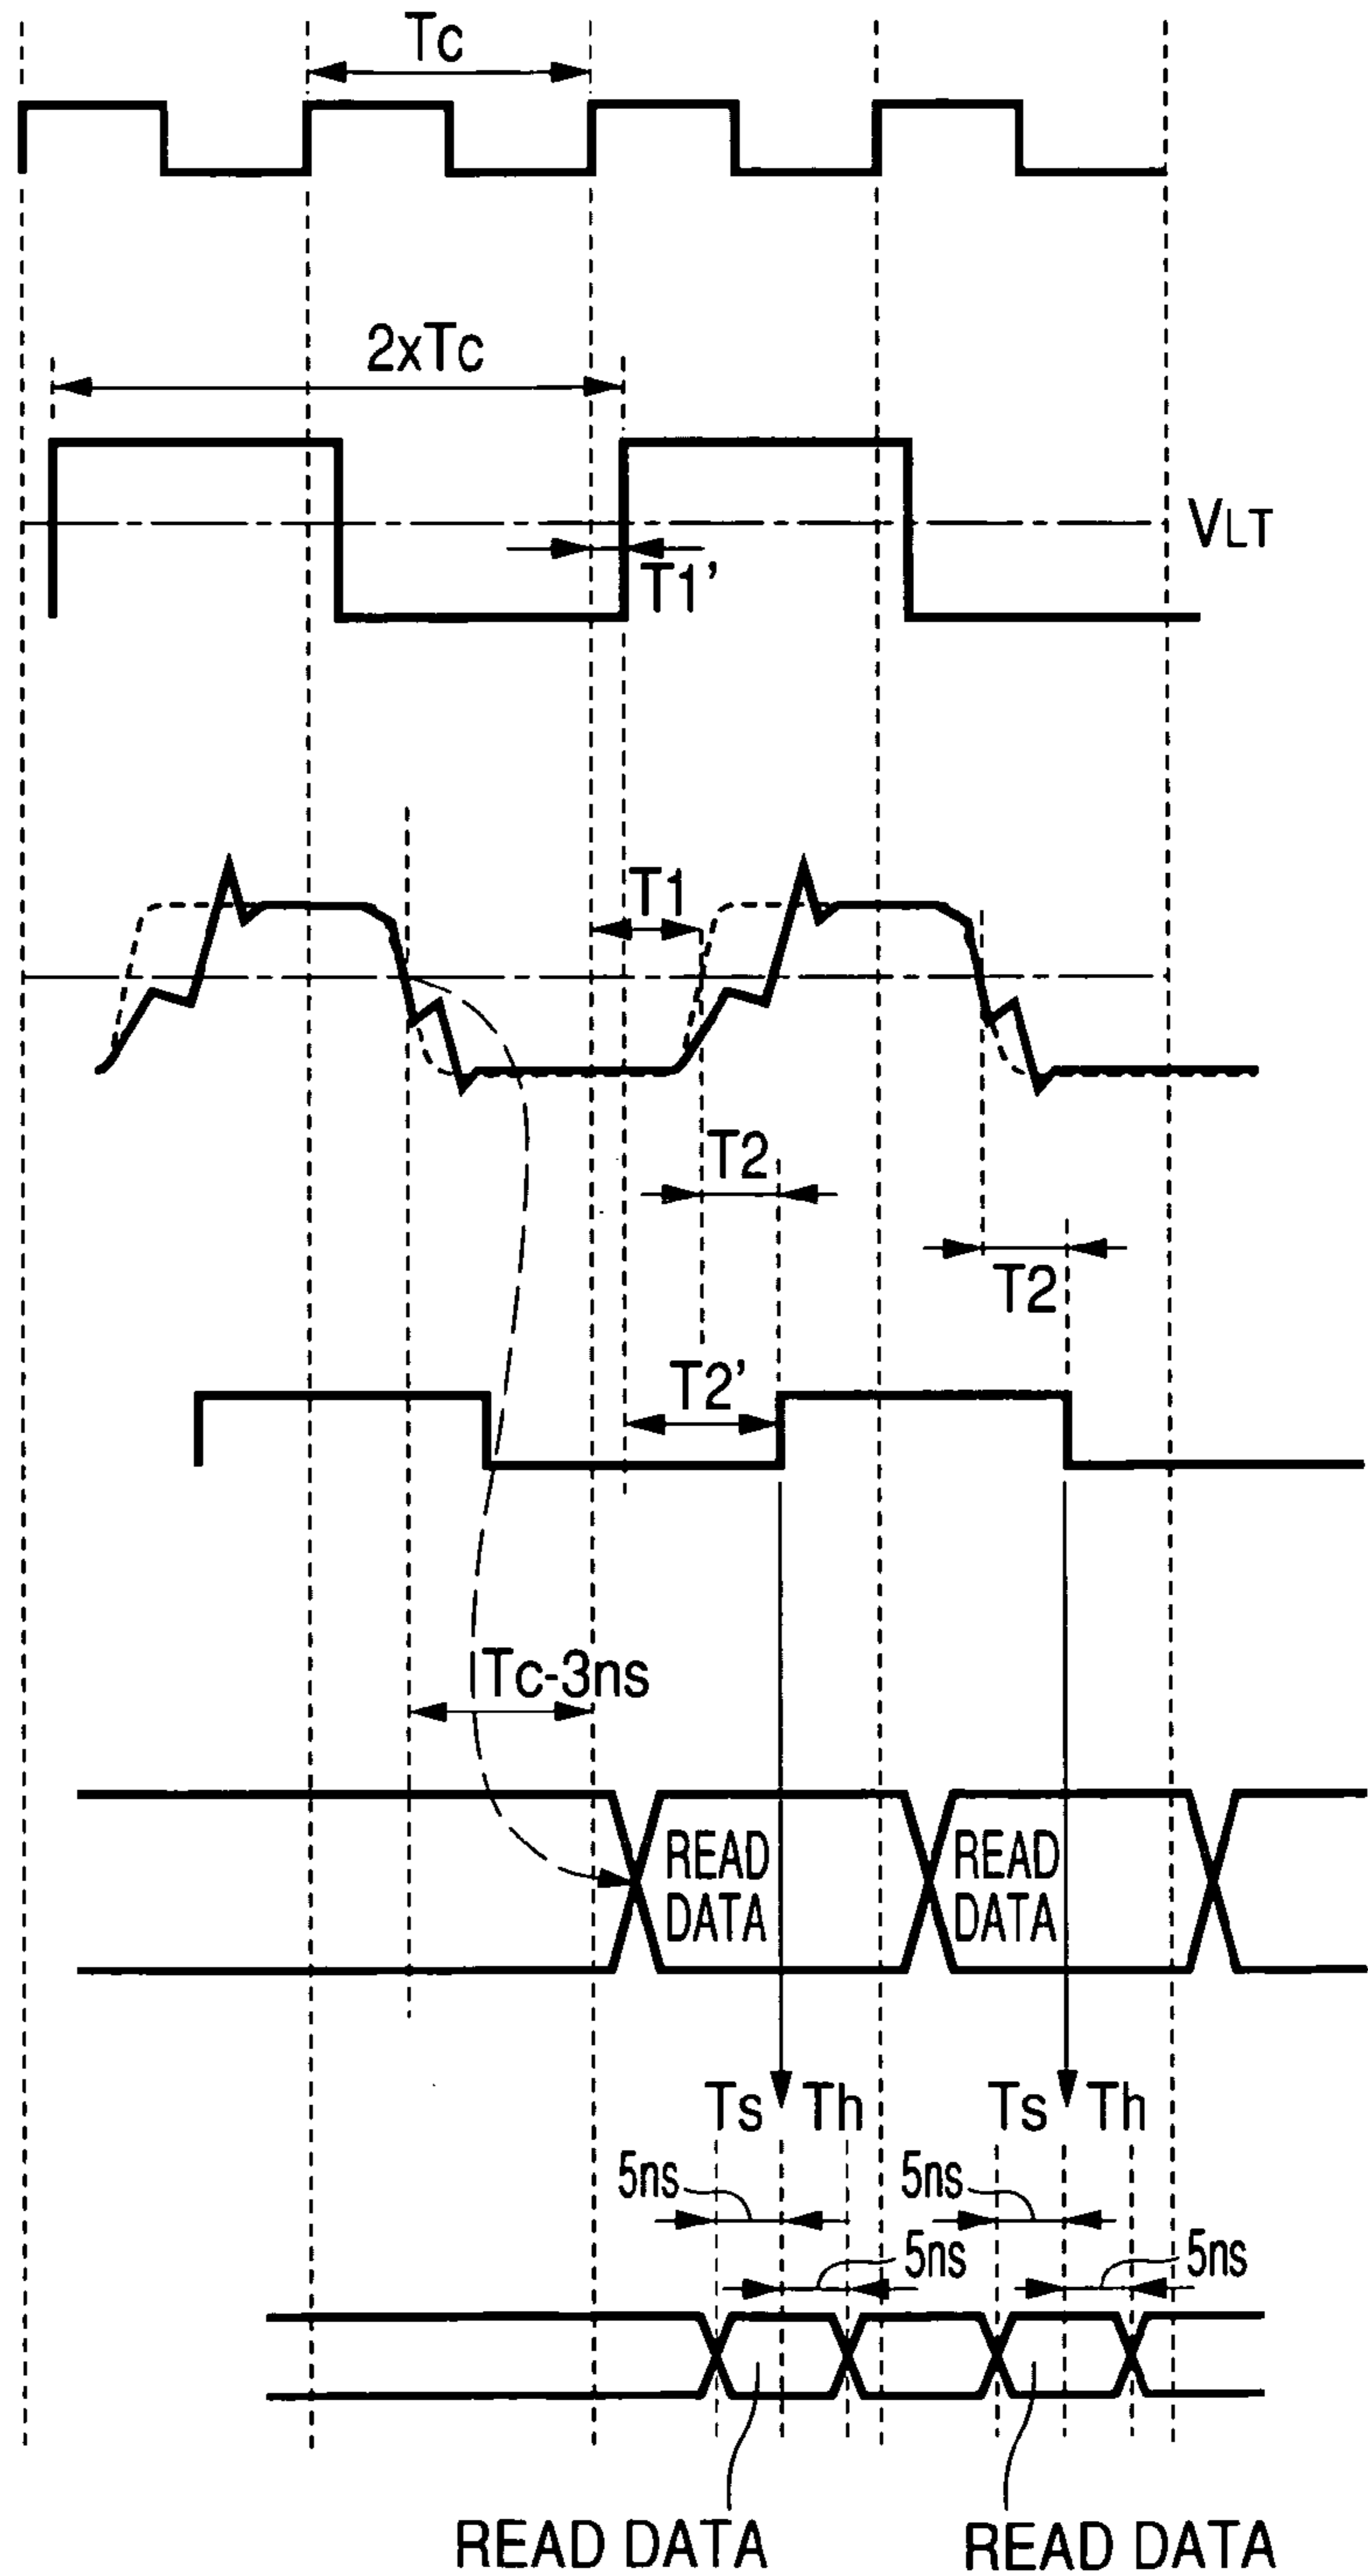 Tc
2xTc
VLT
T1'
T1
T2
T2
T2'
Tc-3ns
READ
DATA
READ
DATA
Ts Th Ts Th
5ns 5ns
5ns 5ns
READ DATA READ DATA